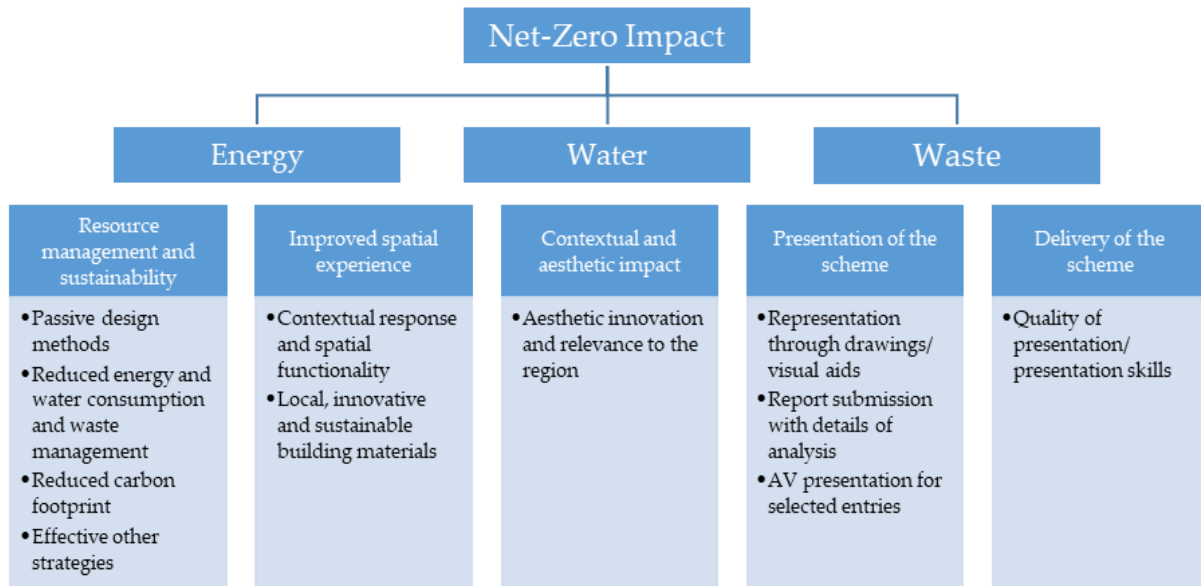 Net-Zero Impact
Energy
Water
Waste
Resource
management and
sustainability
•Passive design
methods
•Reduced energy and
water consumption
and waste
management
•Reduced carbon
footprint
•Effective other
strategies
Improved spatial
experience
•Contextual response
and spatial
functionality
•Local, innovative
and sustainable
building materials
Contextual and
aesthetic impact
•Aesthetic innovation
and relevance to the
region
Presentation of the
scheme
•Representation
through drawings/
visual aids
•Report submission
with details of
analysis
•AV presentation for
selected entries
Delivery of the
scheme
•Quality of
presentation/
presentation skills